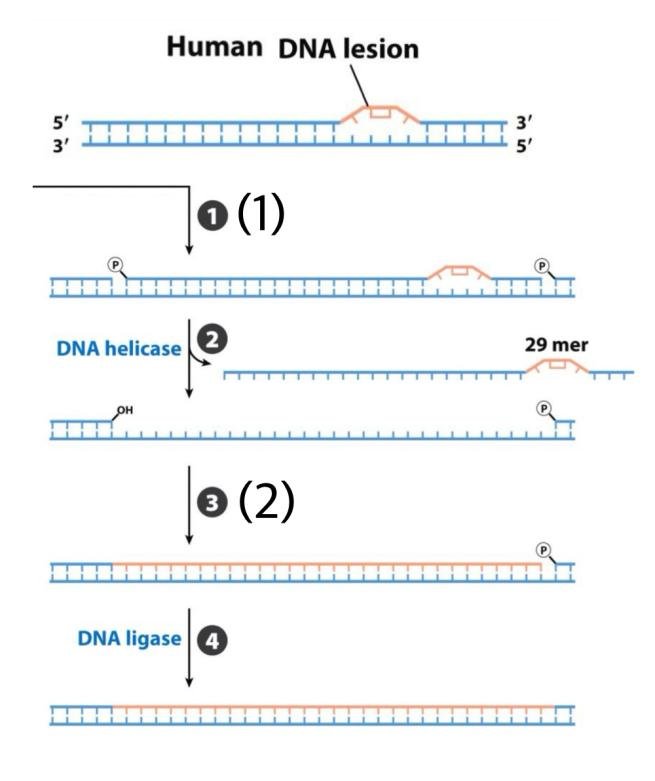 Human DNA lesion
5′ 3′
3′ 5′
1 (1)
P P
2
DNA helicase
29 mer
OH P
3 (2)
P
DNA ligase 4